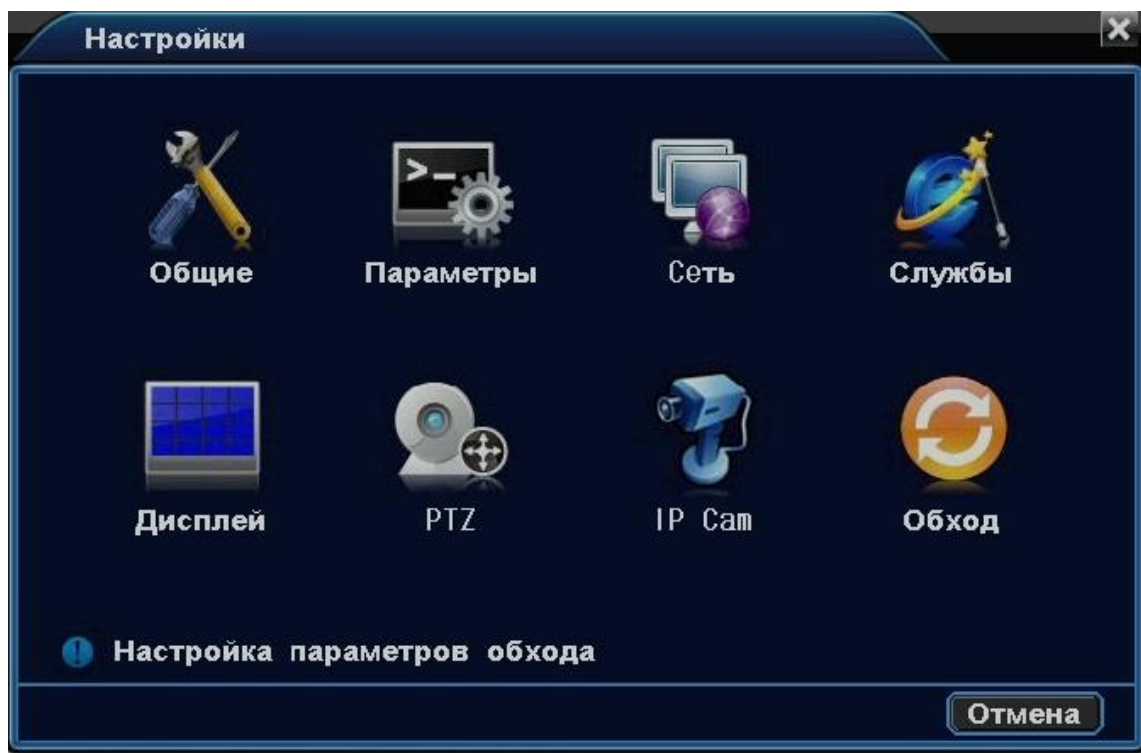 Настройки
Общие Параметры Сеть Службы
Дисплей PTZ IP Cam Обход
Настройка параметров обхода
Отмена